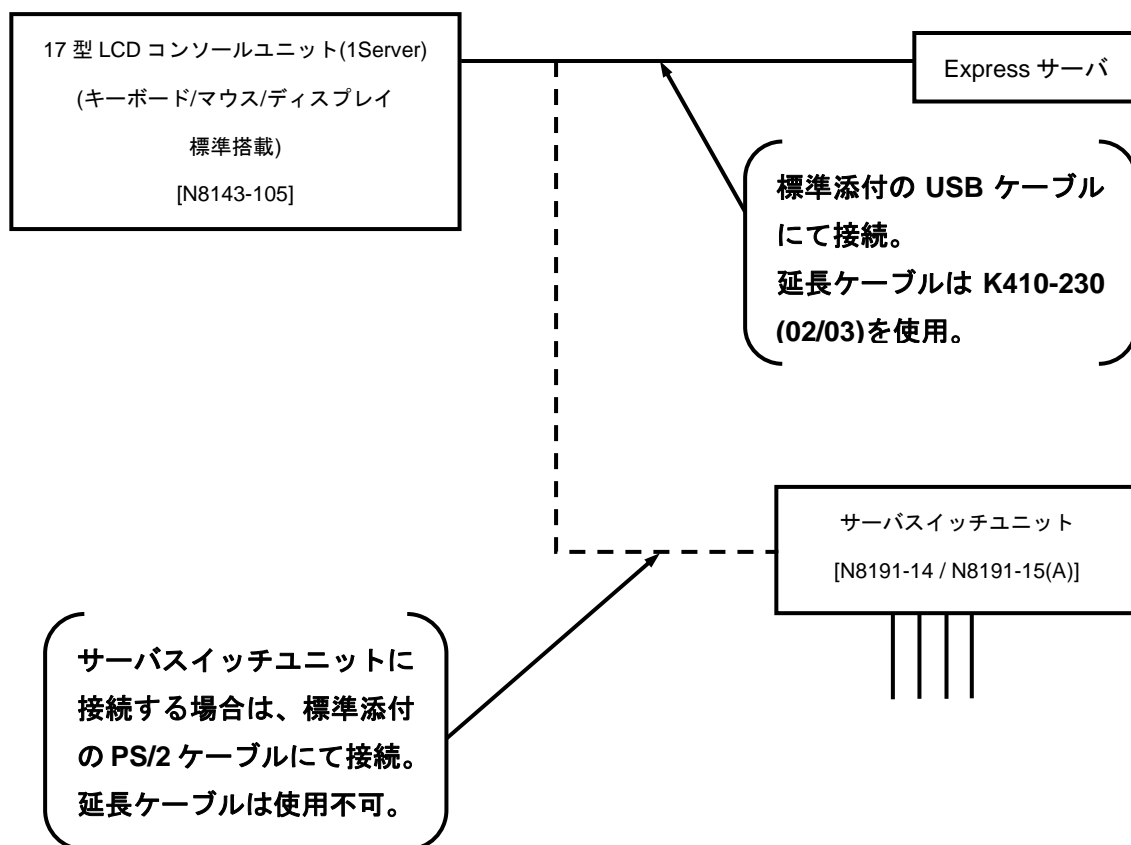 17 型 LCD コンソールユニット(1Server)
(キーボード/マウス/ディスプレイ
標準搭載)
[N8143-105]
Express サーバ
標準添付の USB ケーブル
にて接続。
延長ケーブルは K410-230
(02/03)を使用。
サーバスイッチユニット
[N8191-14 / N8191-15(A)]
サーバスイッチユニットに
接続する場合は、標準添付
の PS/2 ケーブルにて接続。
延長ケーブルは使用不可。